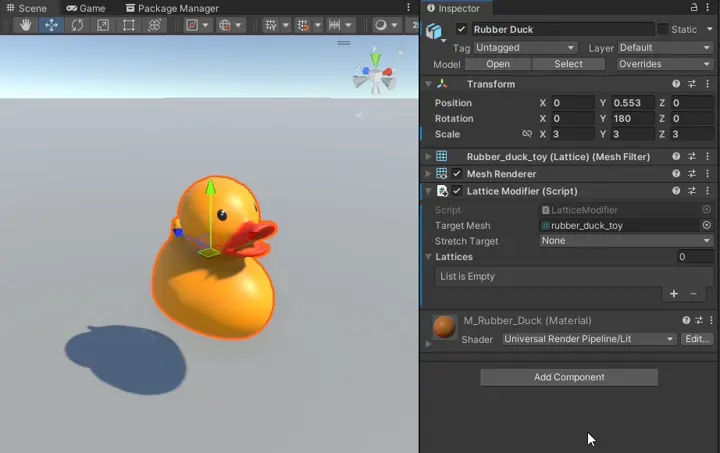 Scene Game Package Manager
2
y
Inspector
Rubber Duck Static
Tag Untagged Layer Default
Model Open Select Overrides
Transform
Position X 0 Y 0.553 Z 0
Rotation X 0 Y 180 Z 0
Scale X 3 Y 3 Z 3
Rubber_duck_toy (Lattice) (Mesh Filter)
Mesh Renderer
Lattice Modifier (Script)
Script LatticeModifier
Target Mesh rubber_duck_toy
Stretch Target None
Lattices 0
List is Empty
+ −
M_Rubber_Duck (Material)
Shader Universal Render Pipeline/Lit Edit...
Add Component